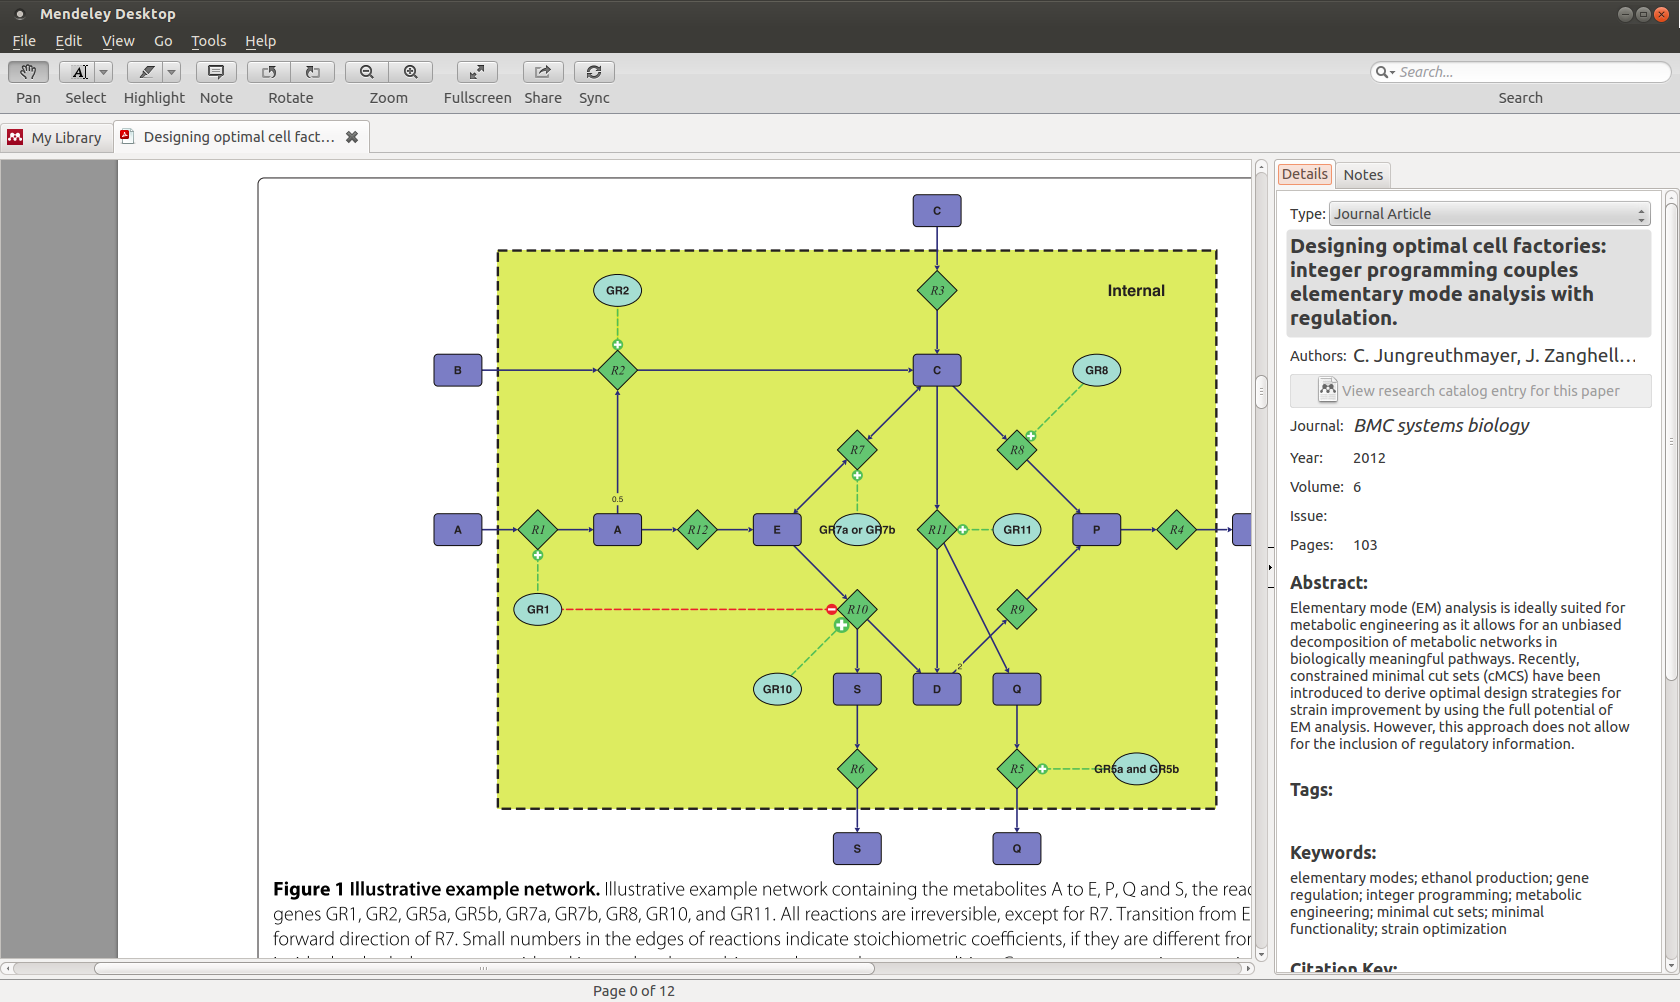 Mendeley Desktop
File Edit View Go Tools Help
Pan Select Highlight Note Rotate Zoom Fullscreen Share Sync
Search...
Search
My Library
Designing optimal cell fact...
C
Internal
GR2
R3
B
R2
C
GR8
R7
R8
0.5
A
R1
A
R12
E
GR7a or GR7b
R11
GR11
P
R4
GR1
R10
R9
2
GR10
S
D
Q
R6
R5
GR5a and GR5b
S
Q
Figure 1 Illustrative example network. Illustrative example network containing the metabolites A to E, P, Q and S, the
genes GR1, GR2, GR5a, GR5b, GR7a, GR7b, GR8, GR10, and GR11. All reactions are irreversible, except for R7. Transition from E
forward direction of R7. Small numbers in the edges of reactions indicate stoichiometric coefficients, if they are different
Page 0 of 12
Details Notes
Type: Journal Article
Designing optimal cell factories:
integer programming couples
elementary mode analysis with
regulation.
Authors: C. Jungreuthmayer, J. Zanghell...
View research catalog entry for this paper
Journal: BMC systems biology
Year: 2012
Volume: 6
Issue:
Pages: 103
Abstract:
Elementary mode (EM) analysis is ideally suited for
metabolic engineering as it allows for an unbiased
decomposition of metabolic networks in
biologically meaningful pathways. Recently,
constrained minimal cut sets (cMCS) have been
introduced to derive optimal design strategies for
strain improvement by using the full potential of
EM analysis. However, this approach does not allow
for the inclusion of regulatory information.
Tags:
Keywords:
elementary modes; ethanol production; gene
regulation; integer programming; metabolic
engineering; minimal cut sets; minimal
functionality; strain optimization
Citation Key: